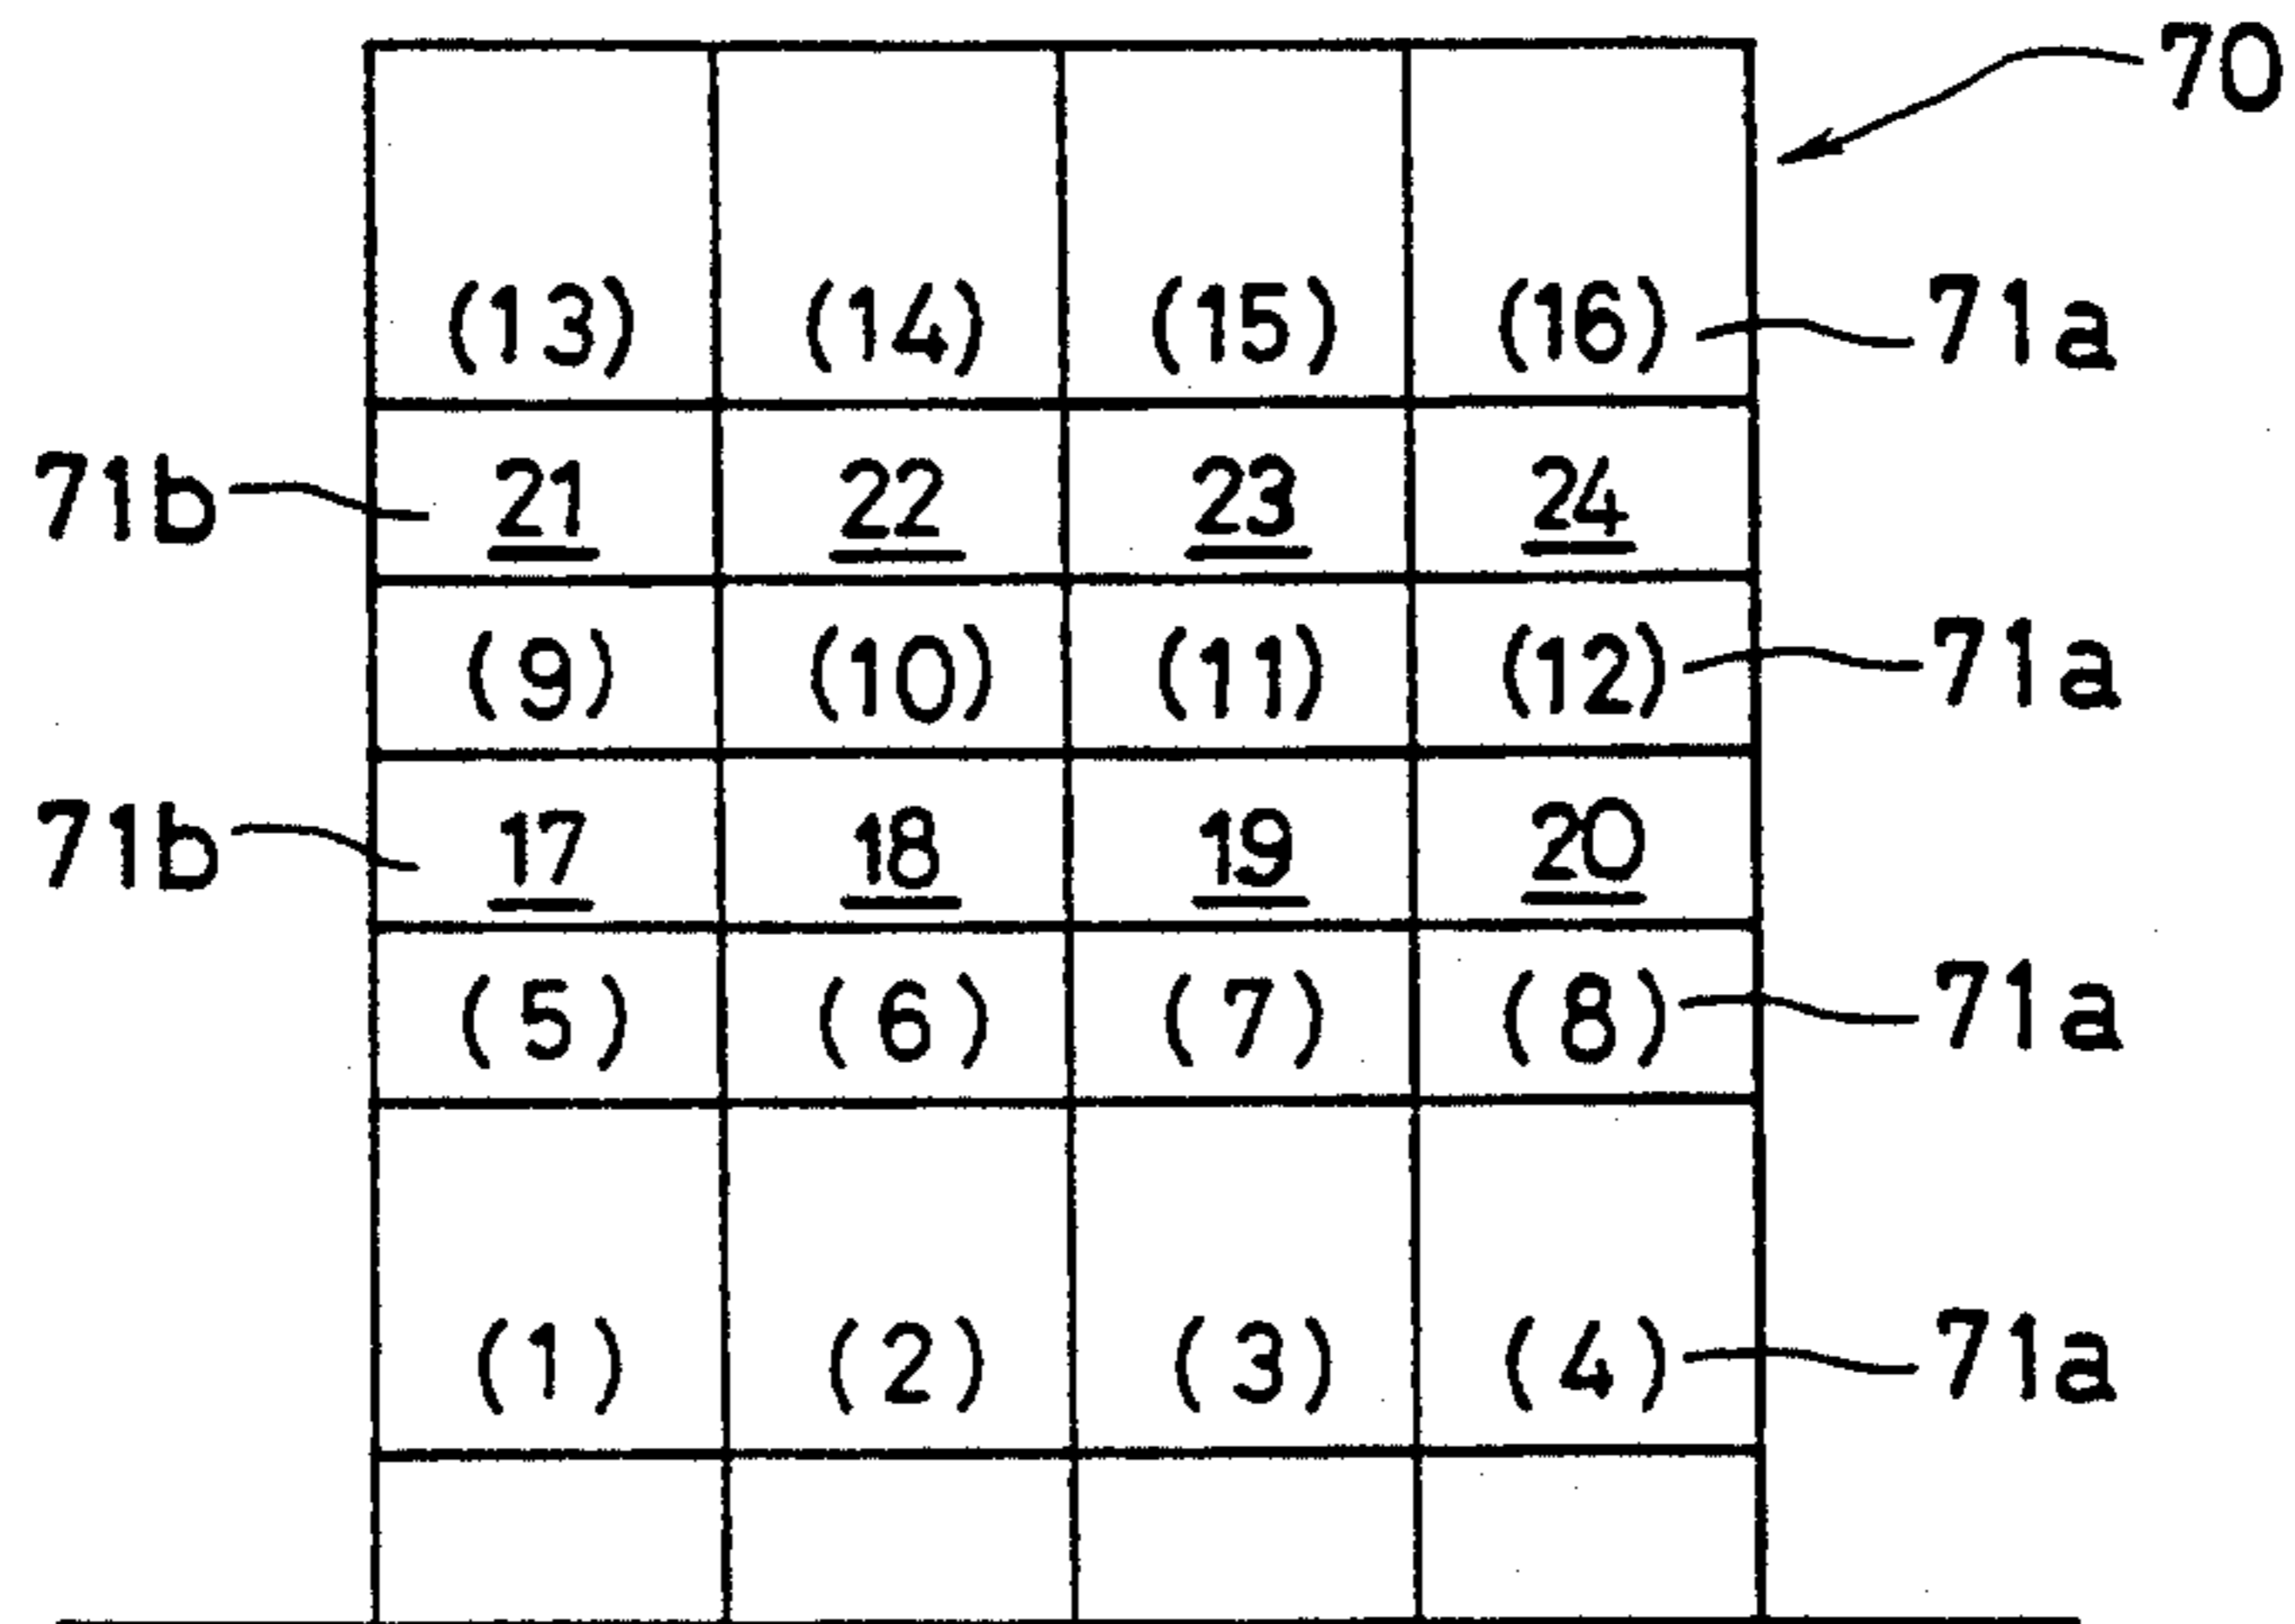 70
(13) (14) (15) (16) 71a
71b 21 22 23 24
(9) (10) (11) (12) 71a
71b 17 18 19 20
(5) (6) (7) (8) 71a
(1) (2) (3) (4) 71a